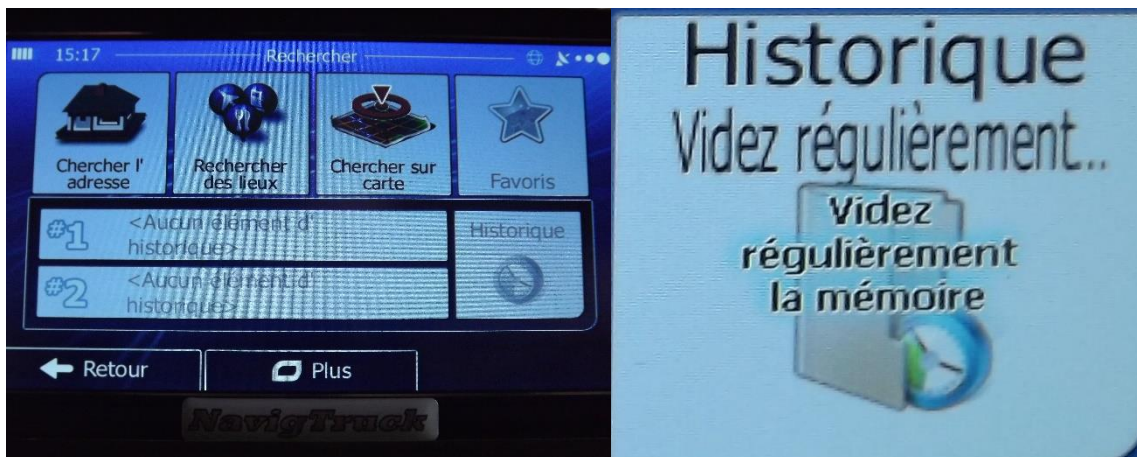 15:17 Rechercher
Chercher l'
adresse
Rechercher
des lieux
Chercher sur
carte
Favoris
#1 <Aucun élément d'
historique>
#2 <Aucun élément d'
historique>
Historique
Retour
Plus
NavigTruck
Historique
Videz régulièrement...
Videz
régulièrement
la mémoire